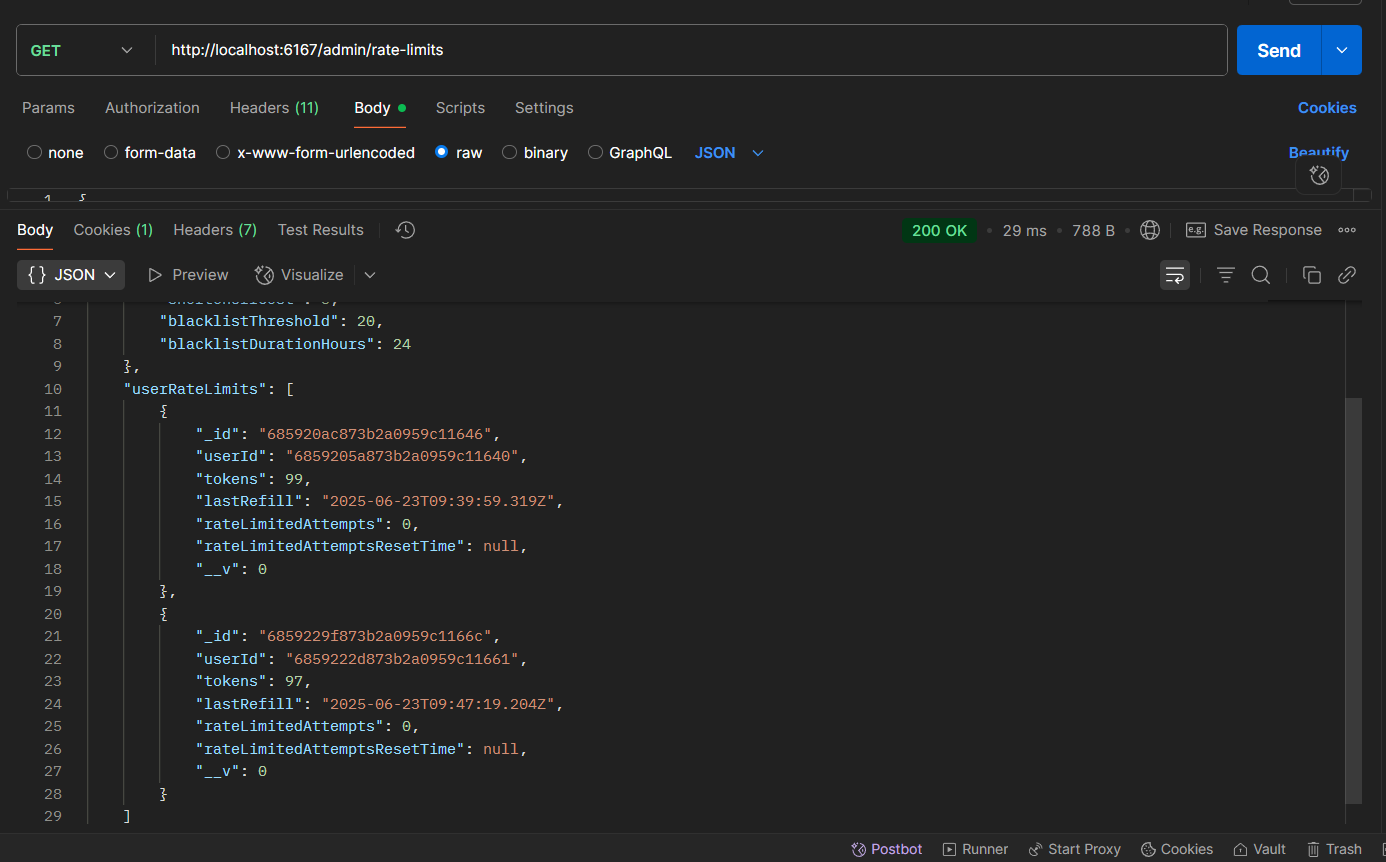 GET http://localhost:6167/admin/rate-limits Send
Params Authorization Headers (11) Body Scripts Settings Cookies
none form-data x-www-form-urlencoded raw binary GraphQL JSON Beautify
1 {
Body Cookies (1) Headers (7) Test Results 200 OK 29 ms 788 B e.g. Save Response
{} JSON Preview Visualize
7 "blacklistThreshold": 20,
8 "blacklistDurationHours": 24
9 },
10 "userRateLimits": [
11 {
12 "_id": "685920ac873b2a0959c11646",
13 "userId": "6859205a873b2a0959c11640",
14 "tokens": 99,
15 "lastRefill": "2025-06-23T09:39:59.319Z",
16 "rateLimitedAttempts": 0,
17 "rateLimitedAttemptsResetTime": null,
18 "__v": 0
19 },
20 {
21 "_id": "6859229f873b2a0959c1166c",
22 "userId": "6859222d873b2a0959c11661",
23 "tokens": 97,
24 "lastRefill": "2025-06-23T09:47:19.204Z",
25 "rateLimitedAttempts": 0,
26 "rateLimitedAttemptsResetTime": null,
27 "__v": 0
28 }
29 ]
Postbot Runner Start Proxy Cookies Vault Trash